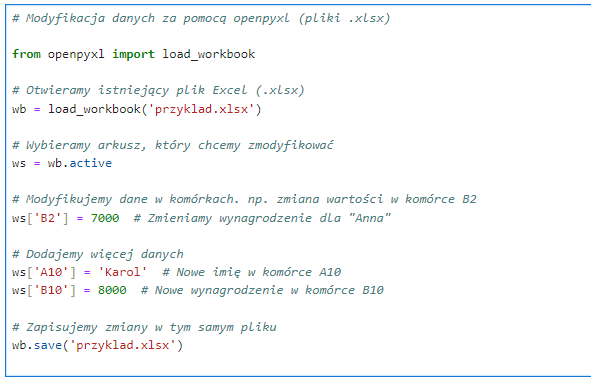 # Modyfikacja danych za pomocą openpyxl (pliki .xlsx)
from openpyxl import load_workbook
# Otwieramy istniejący plik Excel (.xlsx)
wb = load_workbook('przyklad.xlsx')
# Wybieramy arkusz, który chcemy zmodyfikować
ws = wb.active
# Modyfikujemy dane w komórkach. np. zmiana wartości w komórce B2
ws['B2'] = 7000  # Zmieniamy wynagrodzenie dla "Anna"
# Dodajemy więcej danych
ws['A10'] = 'Karol'  # Nowe imię w komórce A10
ws['B10'] = 8000  # Nowe wynagrodzenie w komórce B10
# Zapisujemy zmiany w tym samym pliku
wb.save('przyklad.xlsx')